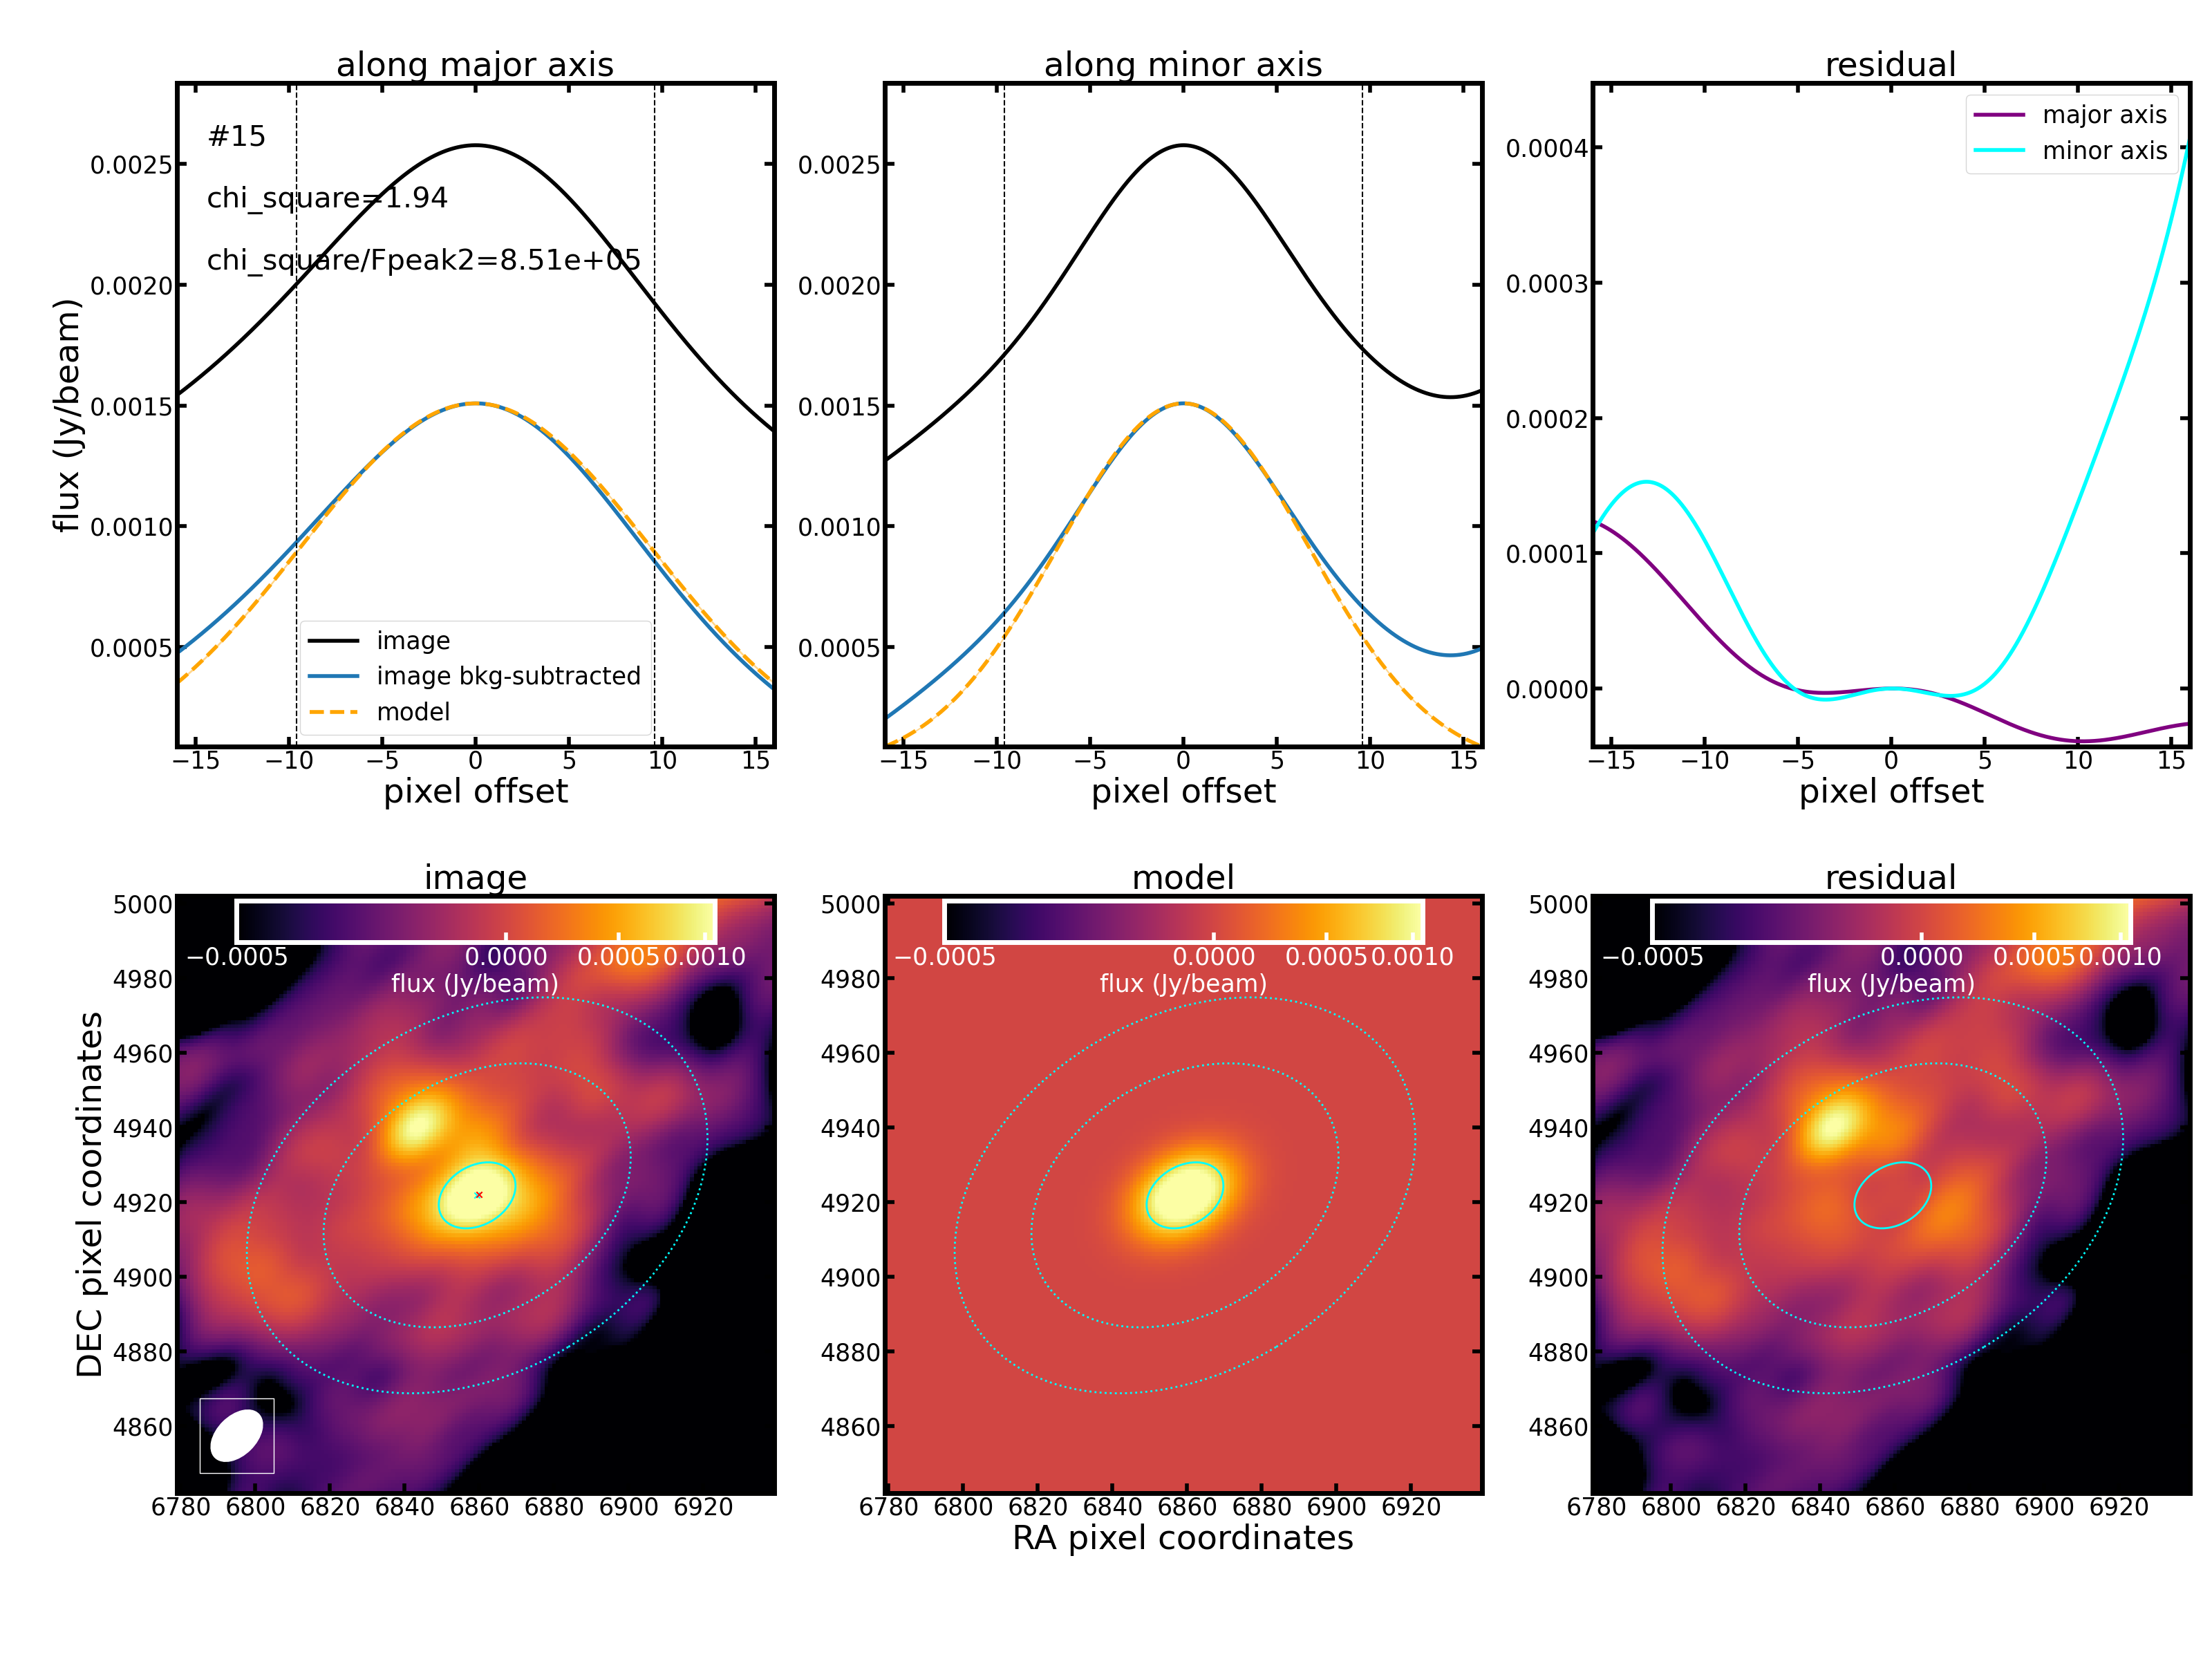 along major axis
along minor axis
residual
#15
chi_square=1.94
chi_square/Fpeak2=8.51e+05
flux (Jy/beam)
0.0025
0.0020
0.0015
0.0010
0.0005
image
image bkg-subtracted
model
−15 −10 −5 0 5 10 15
pixel offset
0.0025
0.0020
0.0015
0.0010
0.0005
−15 −10 −5 0 5 10 15
pixel offset
major axis
minor axis
0.0004
0.0003
0.0002
0.0001
0.0000
−15 −10 −5 0 5 10 15
pixel offset
image
model
residual
DEC pixel coordinates
5000
4980
4960
4940
4920
4900
4880
4860
−0.0005 0.0000 0.0005 0.0010
flux (Jy/beam)
6780 6800 6820 6840 6860 6880 6900 6920
5000
4980
4960
4940
4920
4900
4880
4860
−0.0005 0.0000 0.0005 0.0010
flux (Jy/beam)
6780 6800 6820 6840 6860 6880 6900 6920
RA pixel coordinates
5000
4980
4960
4940
4920
4900
4880
4860
−0.0005 0.0000 0.0005 0.0010
flux (Jy/beam)
6780 6800 6820 6840 6860 6880 6900 6920